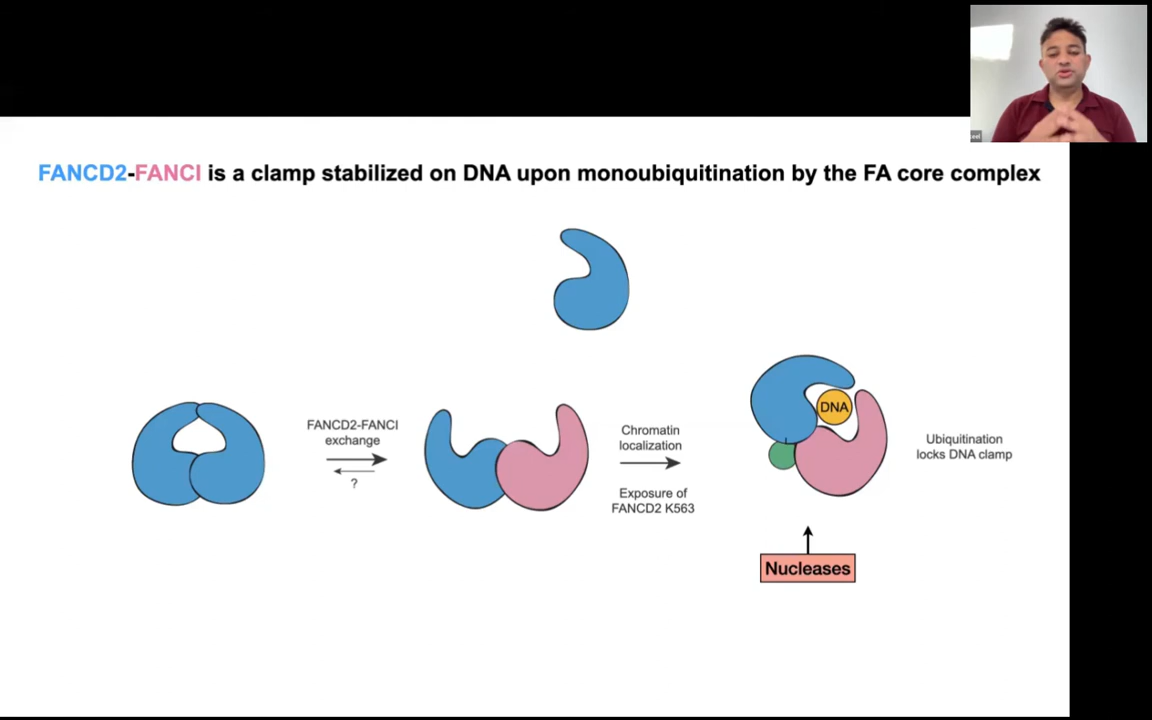 FANCD2-FANCI is a clamp stabilized on DNA upon monoubiquitination by the FA core complex
FANCD2-FANCI
exchange
?
Chromatin
localization
Exposure of
FANCD2 K563
DNA
Ubiquitination
locks DNA clamp
Nucleases